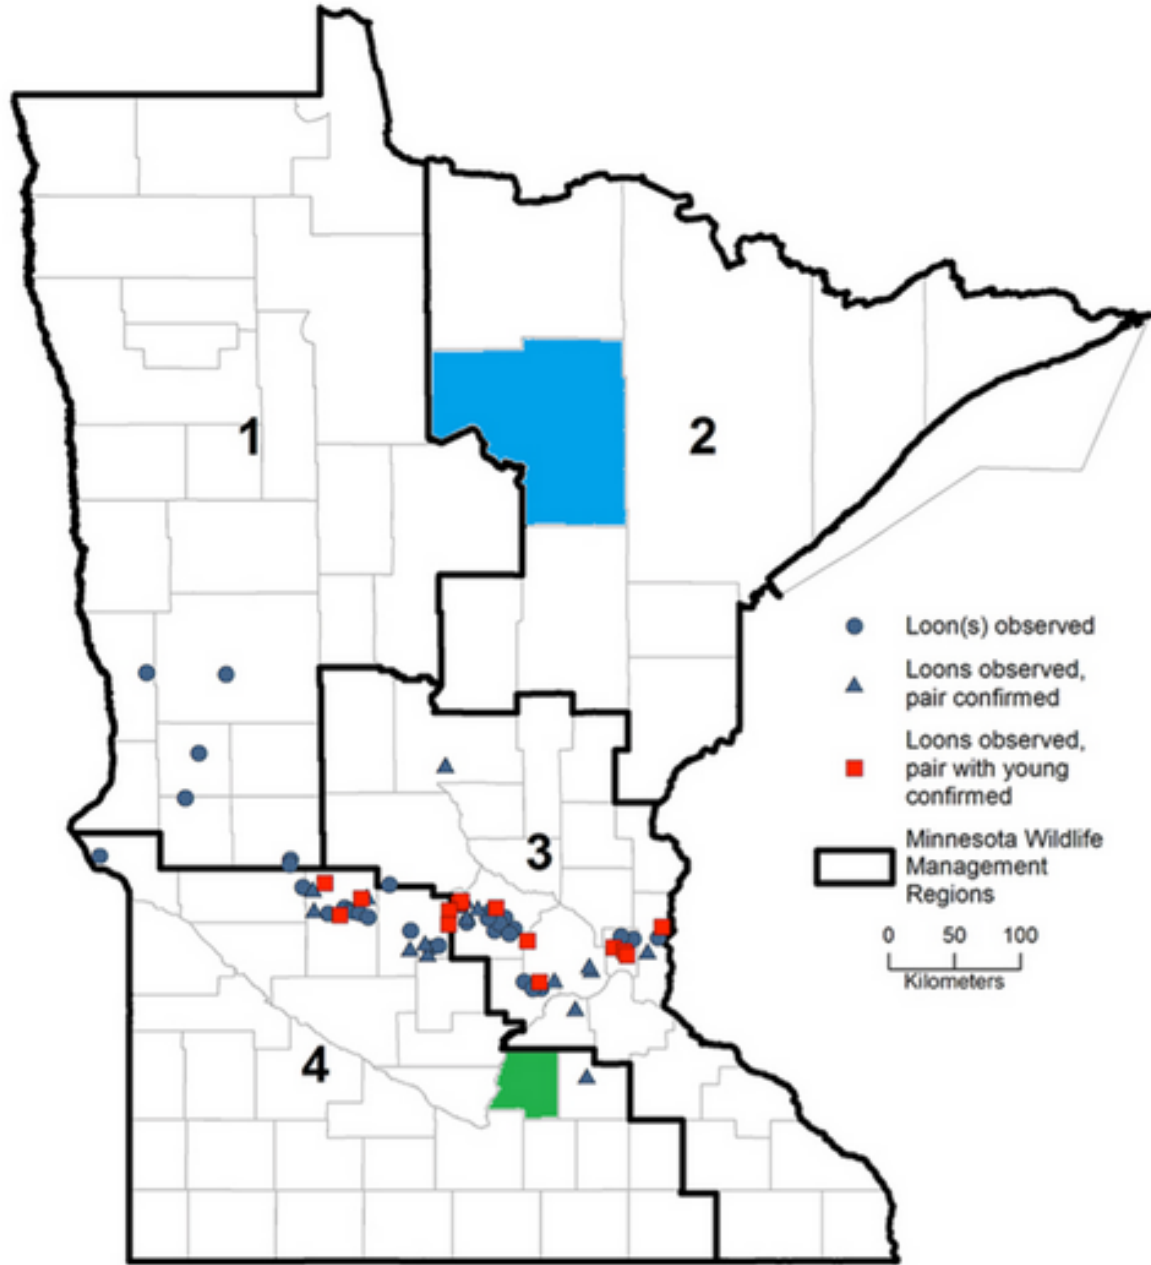 1
2
Loon(s) observed
Loons observed,
pair confirmed
Loons observed,
pair with young
confirmed
3
Minnesota Wildlife
Management
Regions
0 50 100
Kilometers
4